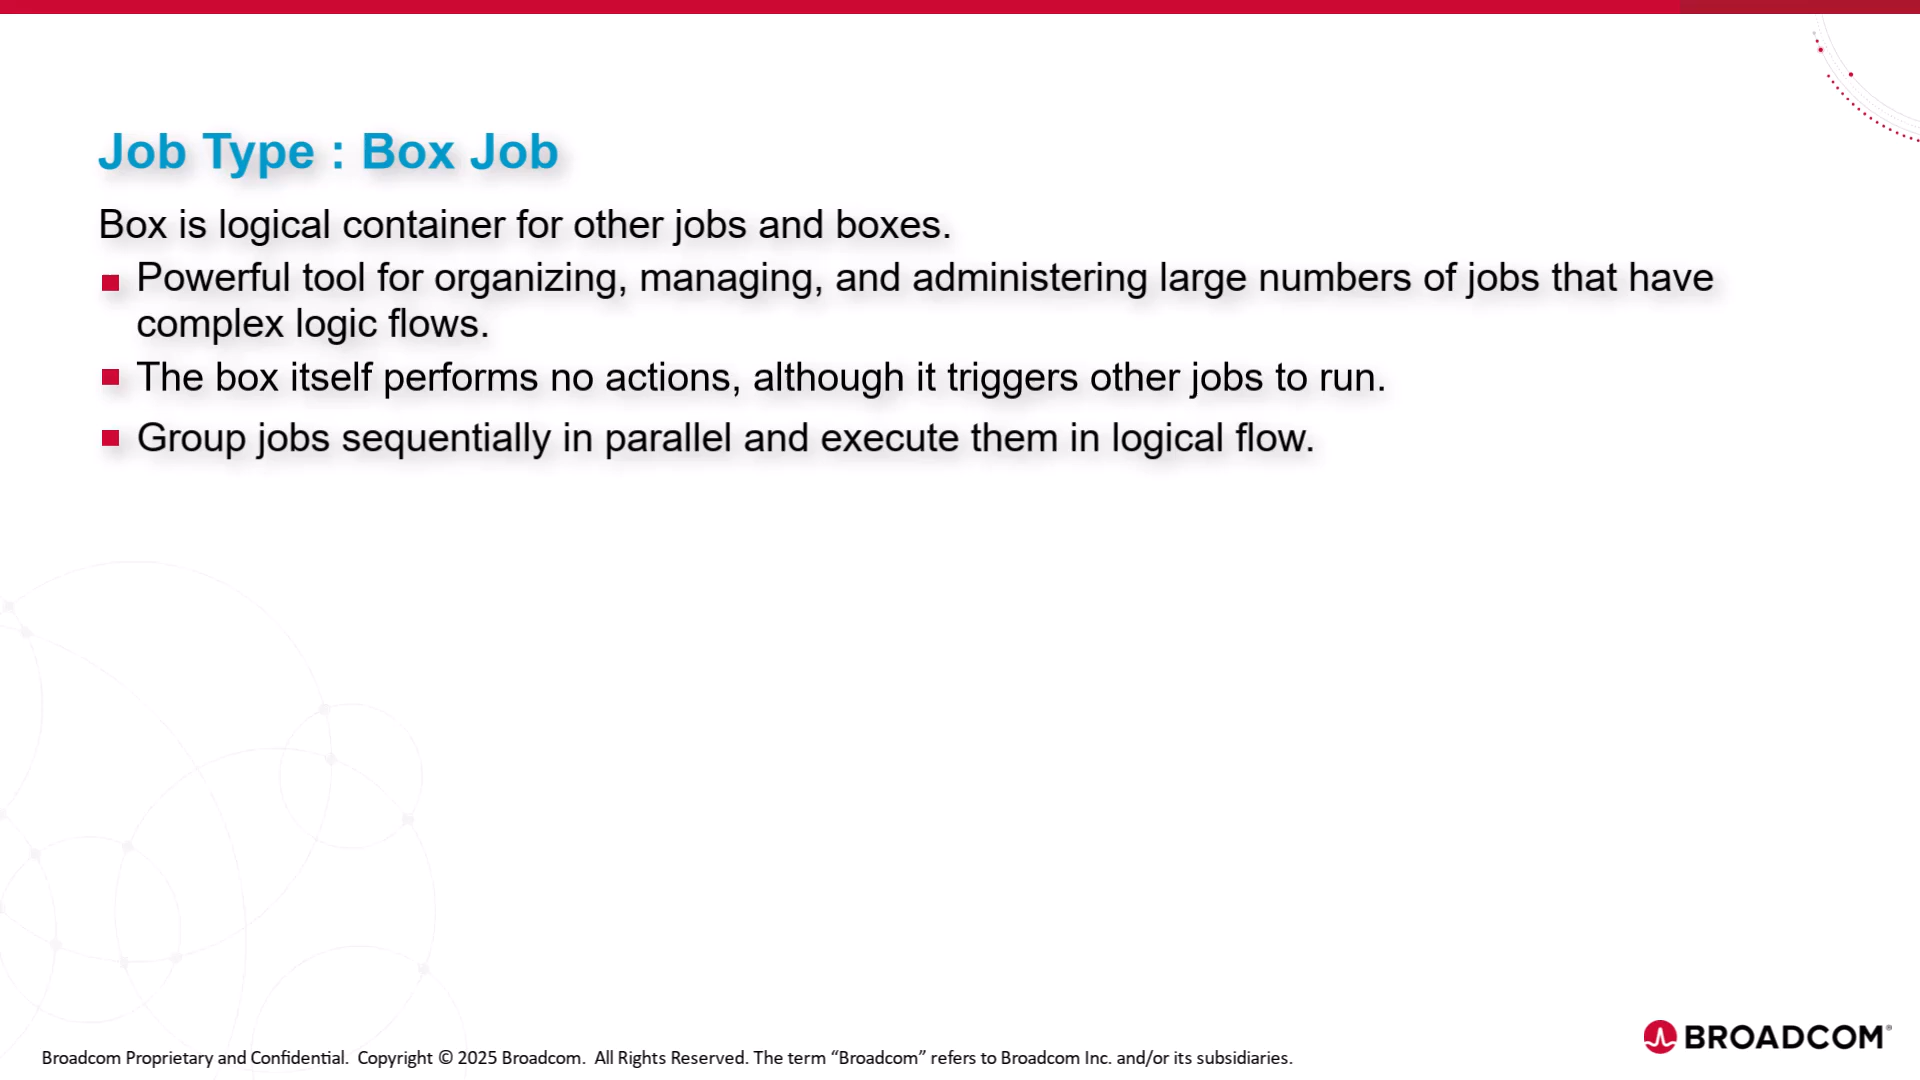 Job Type : Box Job
Box is logical container for other jobs and boxes.
Powerful tool for organizing, managing, and administering large numbers of jobs that have
complex logic flows.
The box itself performs no actions, although it triggers other jobs to run.
Group jobs sequentially in parallel and execute them in logical flow.
BROADCOM®
Broadcom Proprietary and Confidential.  Copyright © 2025 Broadcom.  All Rights Reserved. The term “Broadcom” refers to Broadcom Inc. and/or its subsidiaries.